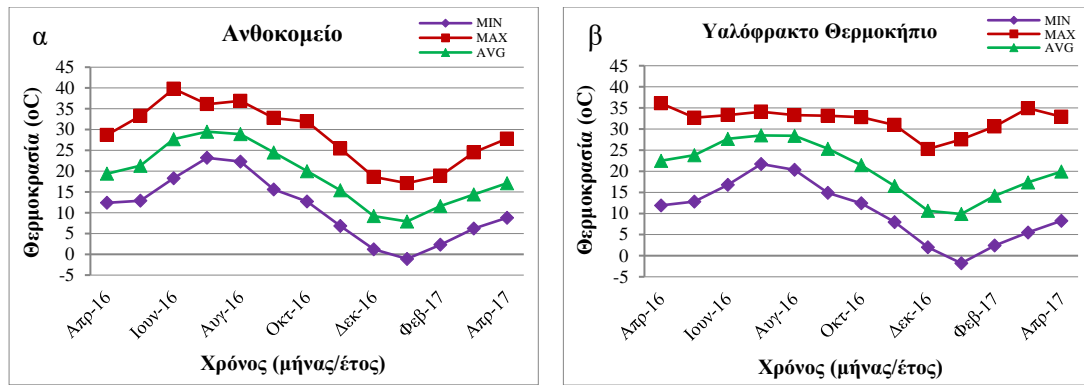 α
Ανθοκομείο
MIN
MAX
AVG
Θερμοκρασία (οC)
45
40
35
30
25
20
15
10
5
0
-5
Απρ-16
Ιουν-16
Αυγ-16
Οκτ-16
Δεκ-16
Φεβ-17
Απρ-17
Χρόνος (μήνας/έτος)
β
Υαλόφρακτο Θερμοκήπιο
MIN
MAX
AVG
Θερμοκρασία (οC)
45
40
35
30
25
20
15
10
5
0
-5
Απρ-16
Ιουν-16
Αυγ-16
Οκτ-16
Δεκ-16
Φεβ-17
Απρ-17
Χρόνος (μήνας/έτος)